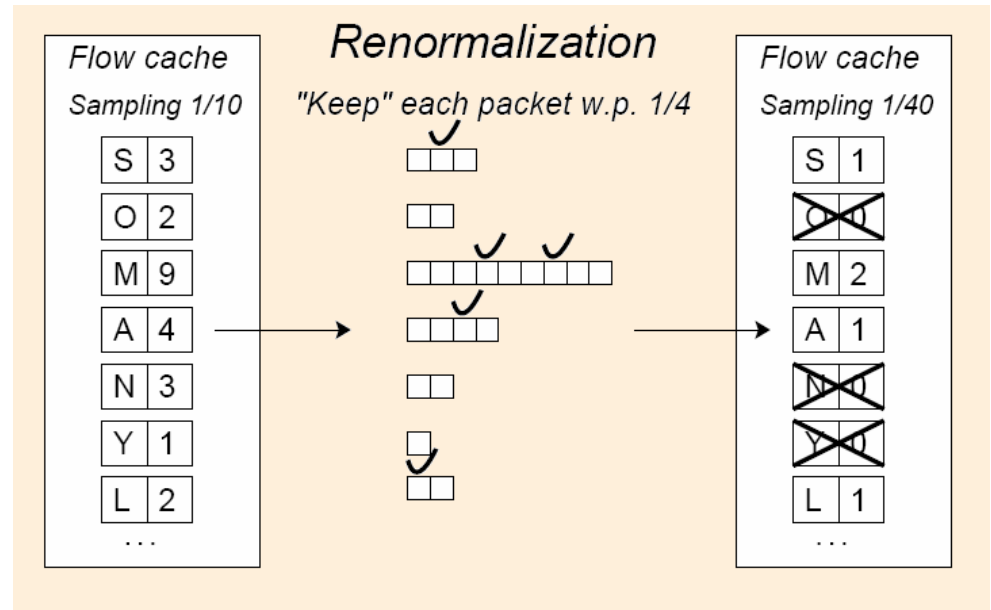 Renormalization
"Keep" each packet w.p. 1/4
Flow cache
Sampling 1/10
S 3
O 2
M 9
A 4
N 3
Y 1
L 2
...
Flow cache
Sampling 1/40
S 1
O 0
M 2
A 1
N 0
Y 0
L 1
...